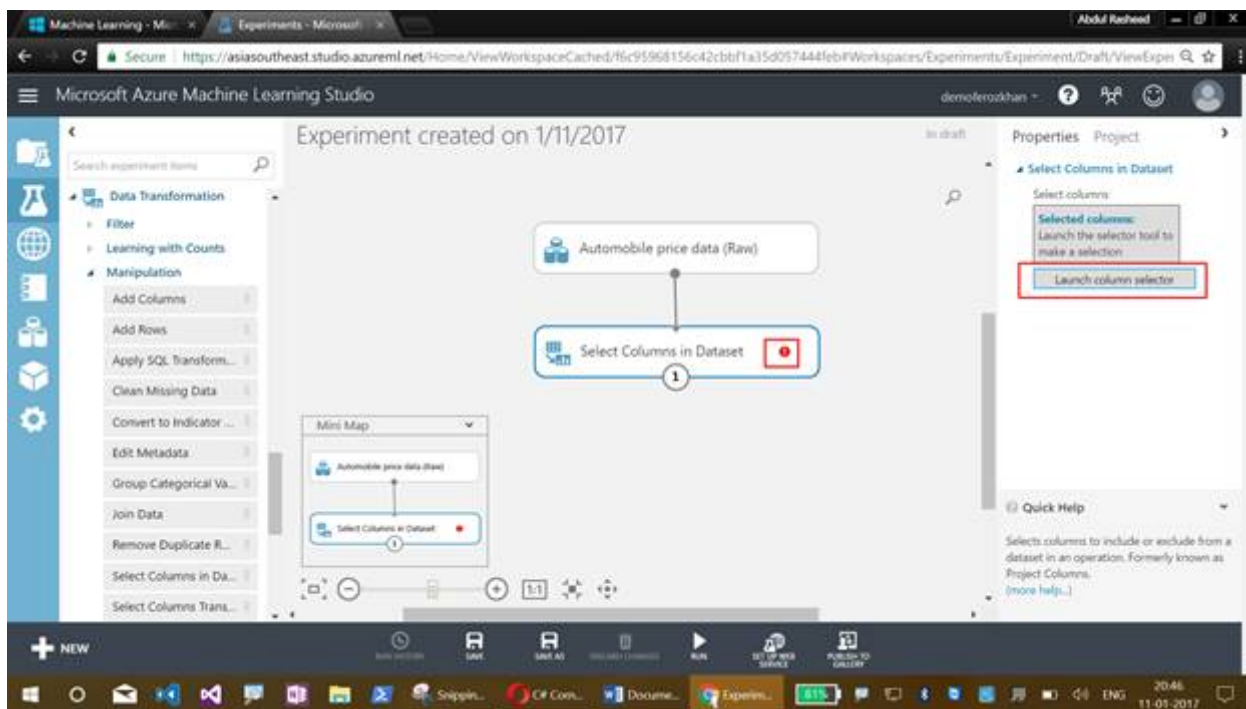 Machine Learning - Mi
Experiments - Microsoft
Abdul Rasheed
Secure
https://asiasoutheast.studio.azureml.net/Home/ViewWorkspaceCached/f6c95968156c42cbbf1a35d057444feb#Workspaces/Experiments/Experiment/Draft/ViewExper
Microsoft Azure Machine Learning Studio
demoferozkhan
?
Search experiment items
Data Transformation
Filter
Learning with Counts
Manipulation
Add Columns
Add Rows
Apply SQL Transform...
Clean Missing Data
Convert to Indicator ...
Edit Metadata
Group Categorical Va...
Join Data
Remove Duplicate R...
Select Columns in Da...
Select Columns Trans...
Experiment created on 1/11/2017
In draft
Automobile price data (Raw)
Select Columns in Dataset
1
Mini Map
Automobile price data (Raw)
Select Columns in Dataset
1
1:1
Properties Project
Select Columns in Dataset
Select columns
Selected columns:
Launch the selector tool to
make a selection
Launch column selector
Quick Help
Selects columns to include or exclude from a
dataset in an operation. Formerly known as
Project Columns.
(more help...)
NEW
RUN HISTORY
SAVE
SAVE AS
DISCARD CHANGES
RUN
SET UP WEB
SERVICE
PUBLISH TO
GALLERY
Snippin...
C# Corn...
Docume...
Experim...
61%
ENG
20:46
11-01-2017